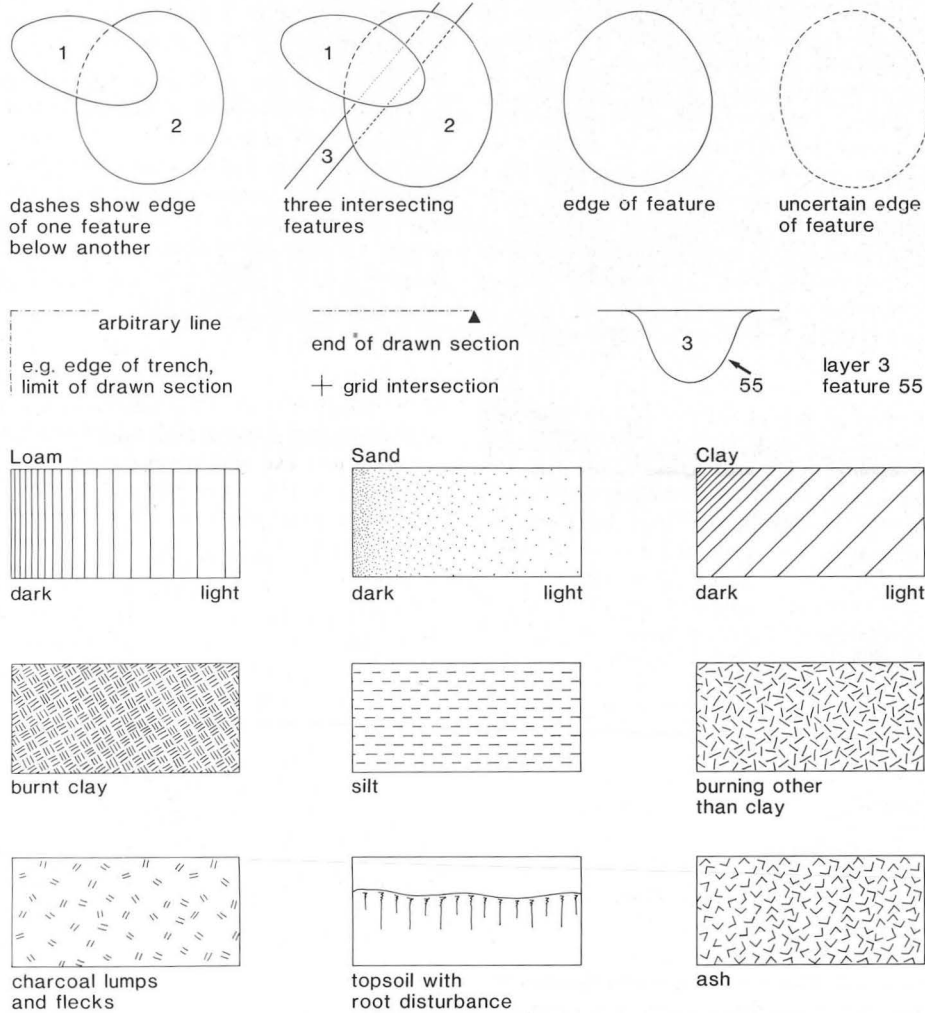 1
2
dashes show edge
of one feature
below another
1
2
3
three intersecting
features
edge of feature
uncertain edge
of feature
arbitrary line
e.g. edge of trench,
limit of drawn section
end of drawn section
grid intersection
3
55
layer 3
feature 55
Loam
dark light
Sand
dark light
Clay
dark light
burnt clay
silt
burning other
than clay
charcoal lumps
and flecks
topsoil with
root disturbance
ash